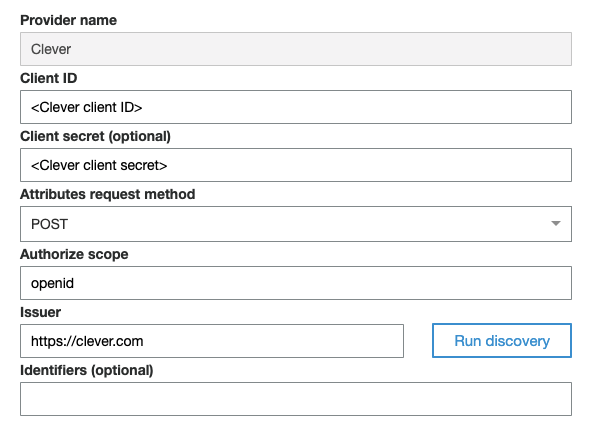 Provider name
Clever
Client ID
<Clever client ID>
Client secret (optional)
<Clever client secret>
Attributes request method
POST
Authorize scope
openid
Issuer
https://clever.com
Run discovery
Identifiers (optional)